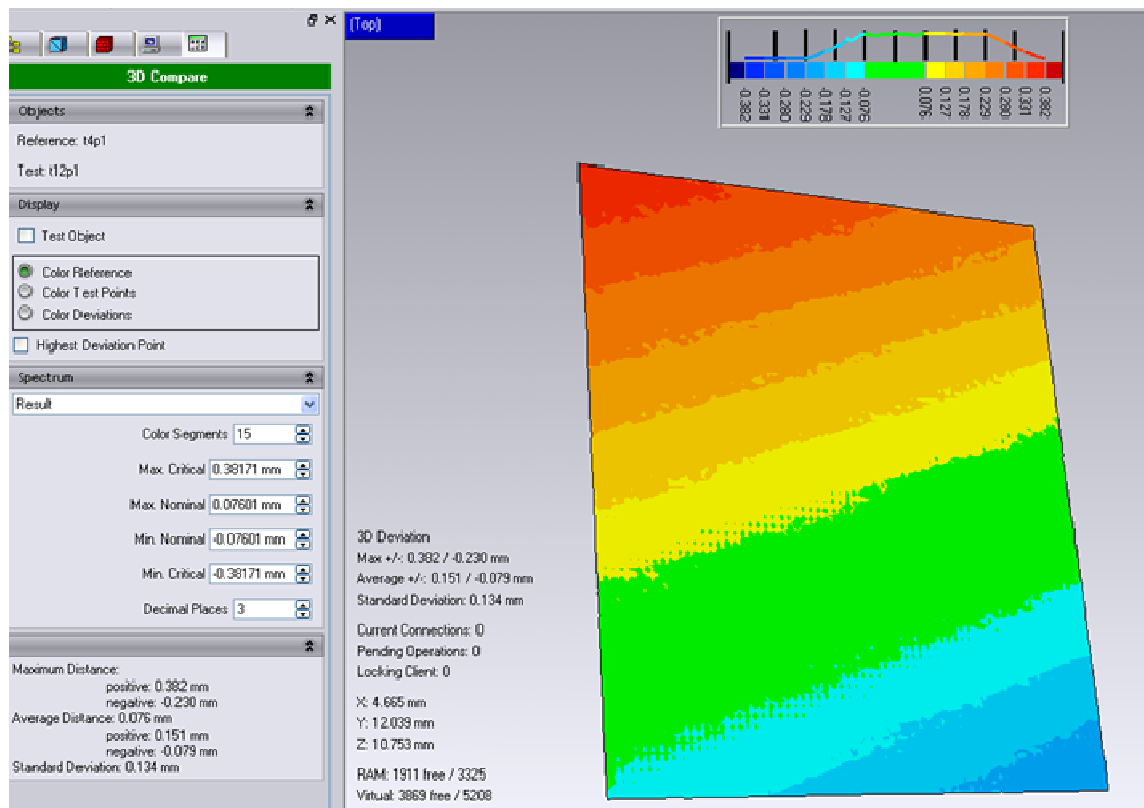 3D Compare
Objects
Reference: t4p1
Test: t12p1
Display
Test Object
Color Reference
Color Test Points
Color Deviations
Highest Deviation Point
Spectrum
Result
Color Segments 15
Max. Critical 0.38171 mm
Max. Nominal 0.07601 mm
Min. Nominal -0.07601 mm
Min. Critical -0.38171 mm
Decimal Places 3
Maximum Distance:
positive: 0.382 mm
negative: -0.230 mm
Average Distance: 0.076 mm
positive: 0.151 mm
negative: -0.079 mm
Standard Deviation: 0.134 mm
(Top)
-0.382
-0.331
-0.280
-0.229
-0.178
-0.127
-0.076
0.076
0.127
0.178
0.229
0.280
0.331
0.382
3D Deviation
Max +/-: 0.382 / -0.230 mm
Average +/-: 0.151 / -0.079 mm
Standard Deviation: 0.134 mm
Current Connections: 0
Pending Operations: 0
Locking Client: 0
X: 4.665 mm
Y: 12.039 mm
Z: 10.753 mm
RAM: 1911 free / 3325
Virtual: 3869 free / 5208